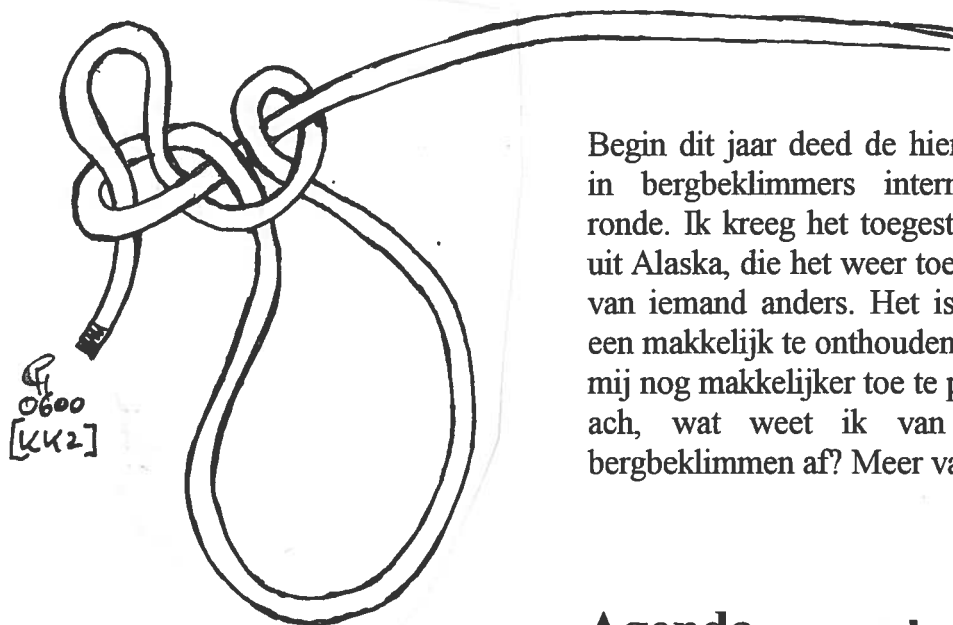 Begin dit jaar deed de hier
in bergbeklimmers intern
ronde. Ik kreeg het toegest
uit Alaska, die het weer toe
van iemand anders. Het is
een makkelijk te onthouden
mij nog makkelijker toe te p
ach, wat weet ik van
bergbeklimmen af? Meer va
0600
[KK2]
Agenda